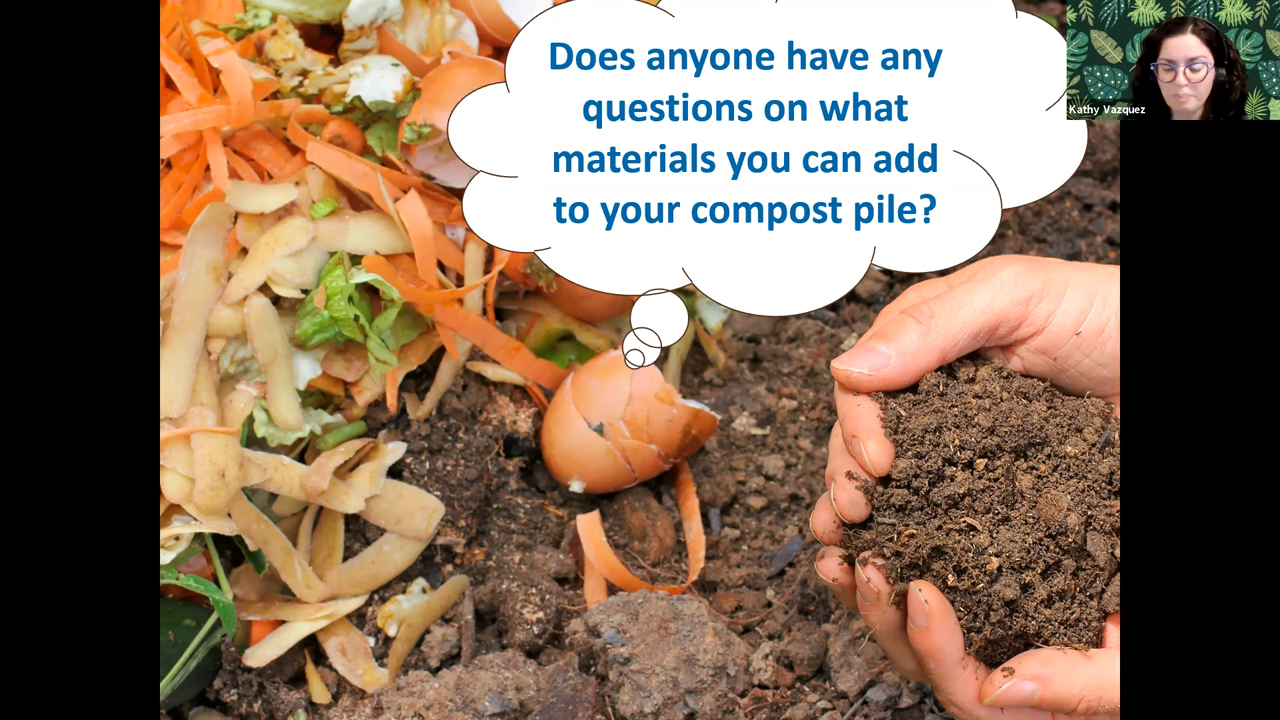 Does anyone have any
questions on what
materials you can add
to your compost pile?
Kathy Vazquez